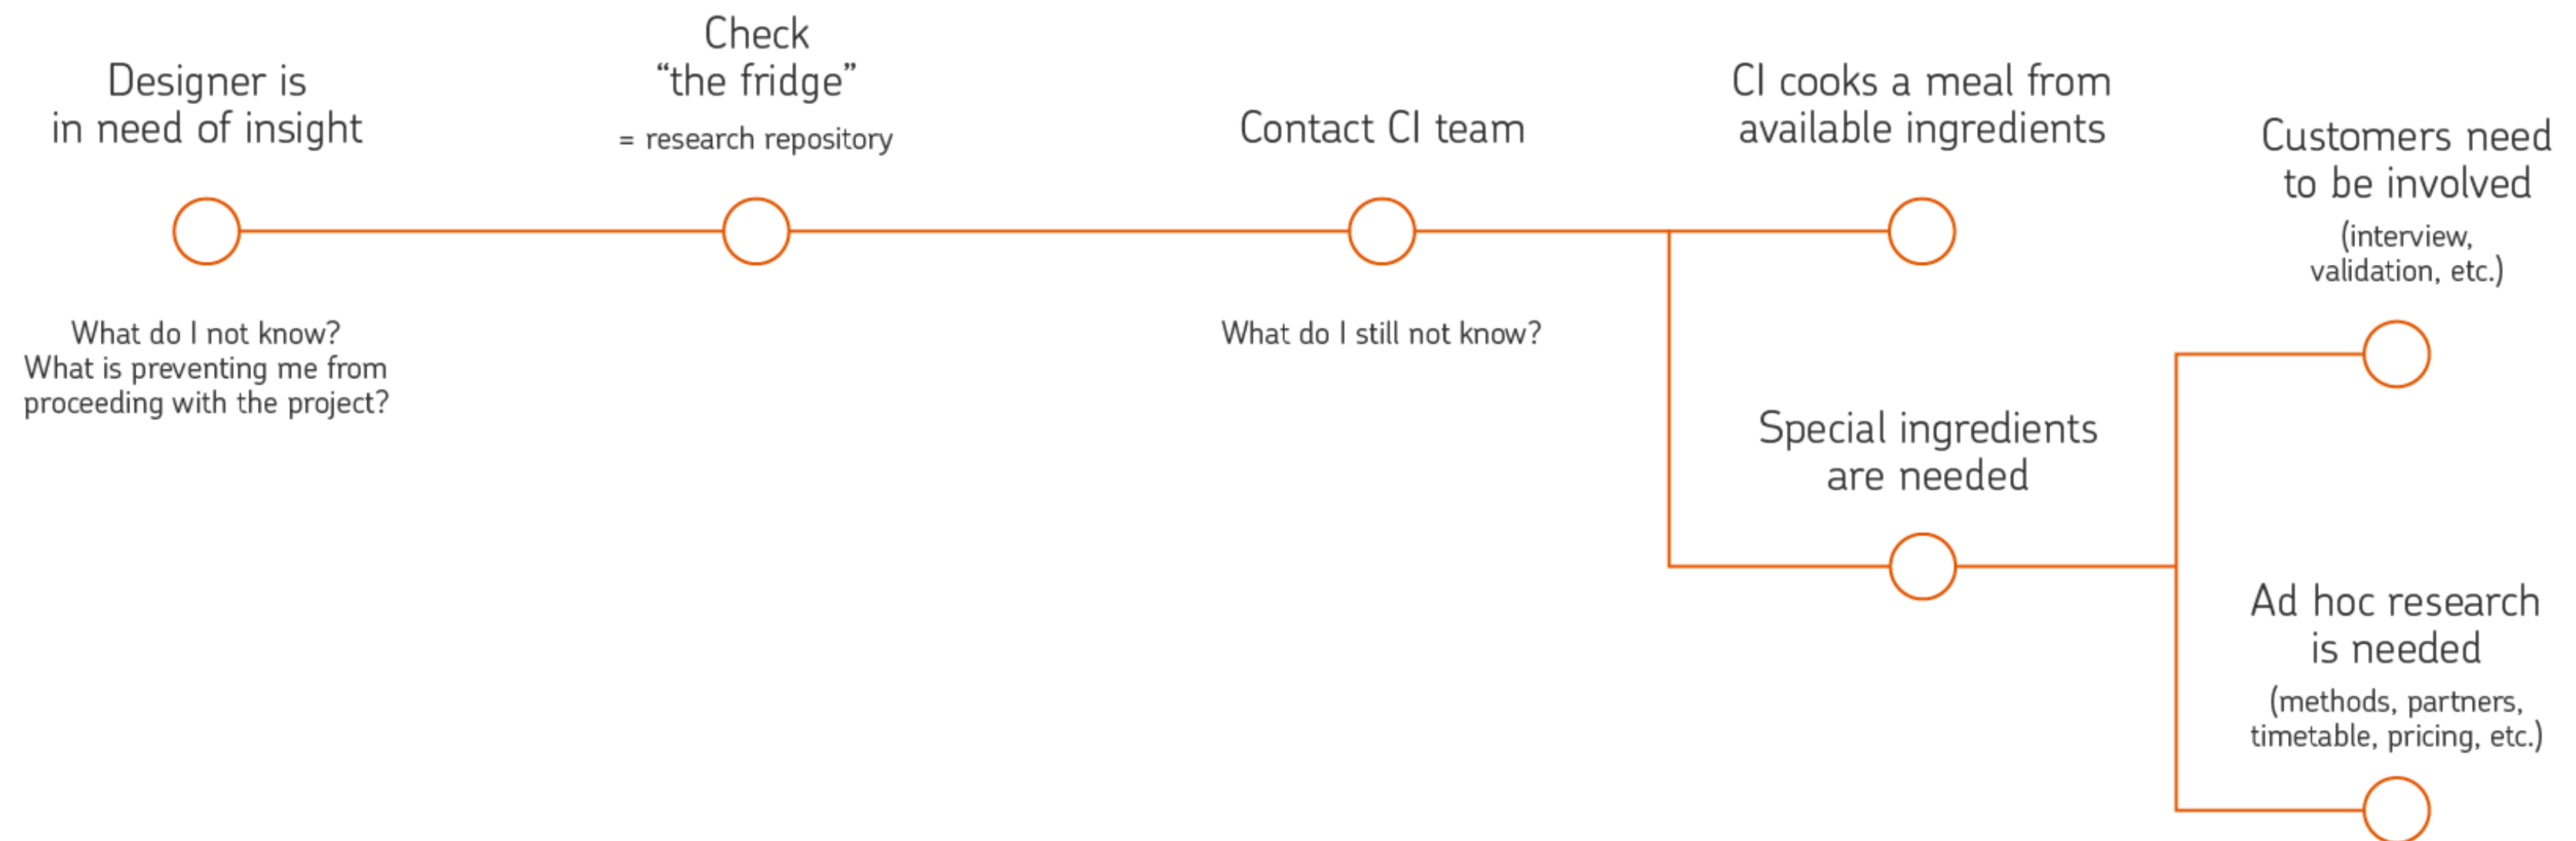 Designer is
in need of insight
What do I not know?
What is preventing me from
proceeding with the project?
Check
“the fridge”
= research repository
Contact CI team
What do I still not know?
CI cooks a meal from
available ingredients
Special ingredients
are needed
Customers need
to be involved
(interview,
validation, etc.)
Ad hoc research
is needed
(methods, partners,
timetable, pricing, etc.)